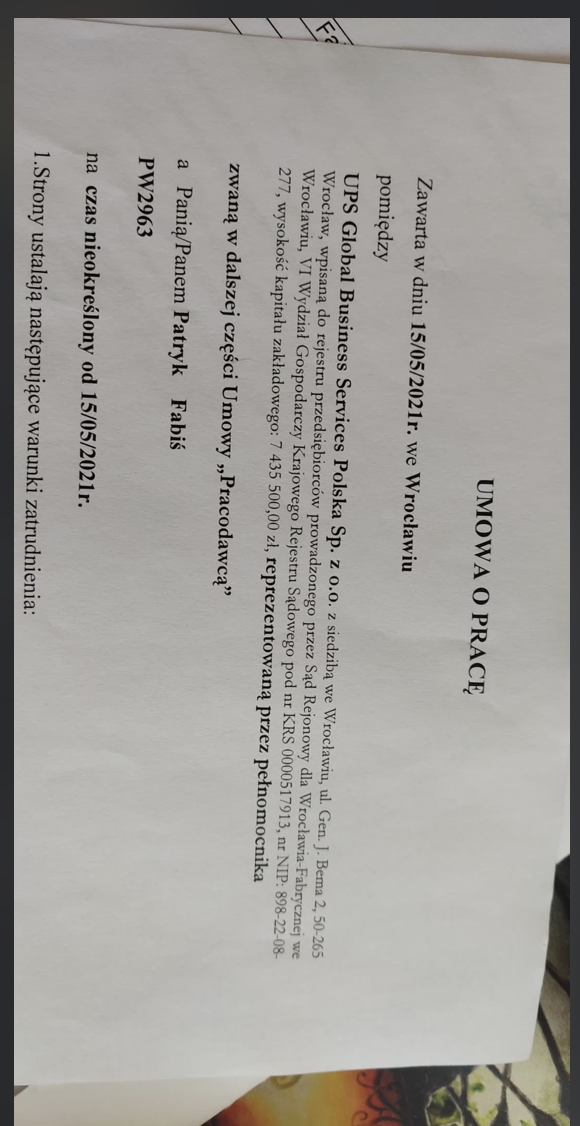 Fa
UMOWA O PRACĘ
Zawarta w dniu 15/05/2021r. we Wrocławiu
pomiędzy
UPS Global Business Services Polska Sp. z o.o. z siedzibą we Wrocławiu, ul. Gen. J. Bema 2, 50-265
Wrocław, wpisaną do rejestru przedsiębiorców prowadzonego przez Sąd Rejonowy dla Wrocławia-Fabrycznej we
Wrocławiu, VI Wydział Gospodarczy Krajowego Rejestru Sądowego pod nr KRS 0000517913, nr NIP: 898-22-08-
277, wysokość kapitału zakładowego: 7 435 500,00 zł, reprezentowaną przez pełnomocnika
zwaną w dalszej części Umowy „Pracodawcą”
a Panią/Panem Patryk Fabiś
PW2963
na czas nieokreślony od 15/05/2021r.
1.Strony ustalają następujące warunki zatrudnienia: